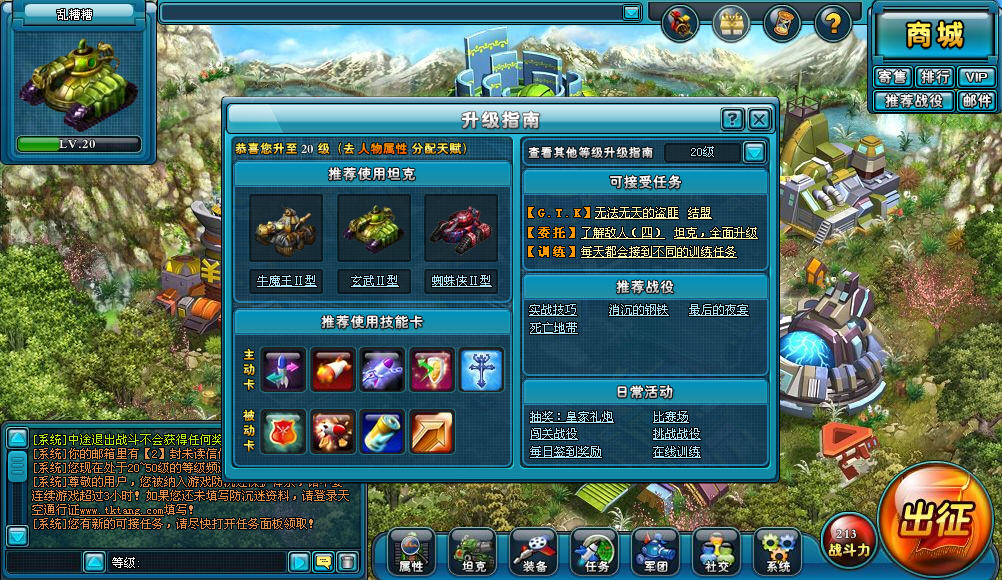 乱糟糟
LV.20
?
商城
寄售 排行 VIP
推荐战役 邮件
升级指南
?
恭喜您升至 20 级（去 人物属性 分配天赋）
推荐使用坦克
牛魔王II型 玄武II型 蜘蛛侠II型
推荐使用技能卡
主动卡
被动卡
查看其他等级升级指南 20级
可接受任务
【G.T.K】无法无天的盗匪 结盟
【委托】了解敌人(四) 坦克，全面升级
【训练】每天都会接到不同的训练任务
推荐战役
实战技巧 消沉的钢铁 最后的夜宴
死亡地带
日常活动
抽奖：皇家礼炮 比赛场
闯关战役 挑战战役
每日签到奖励 在线训练
[系统]中途退出战斗不会获得任何奖
[系统]你的邮箱里有【2】封未读信
[系统]您现在处于20~50级的等级频
[系统]尊敬的用户，您被纳入游戏防
连续游戏超过3小时！如果您还未填写防沉迷资料，请登录天
空通行证www.tktang.com填写！
[系统]您有新的可接任务，请尽快打开任务面板领取！
等级:
属性 坦克 装备 任务 军团 社交 系统
213
战斗力
出征